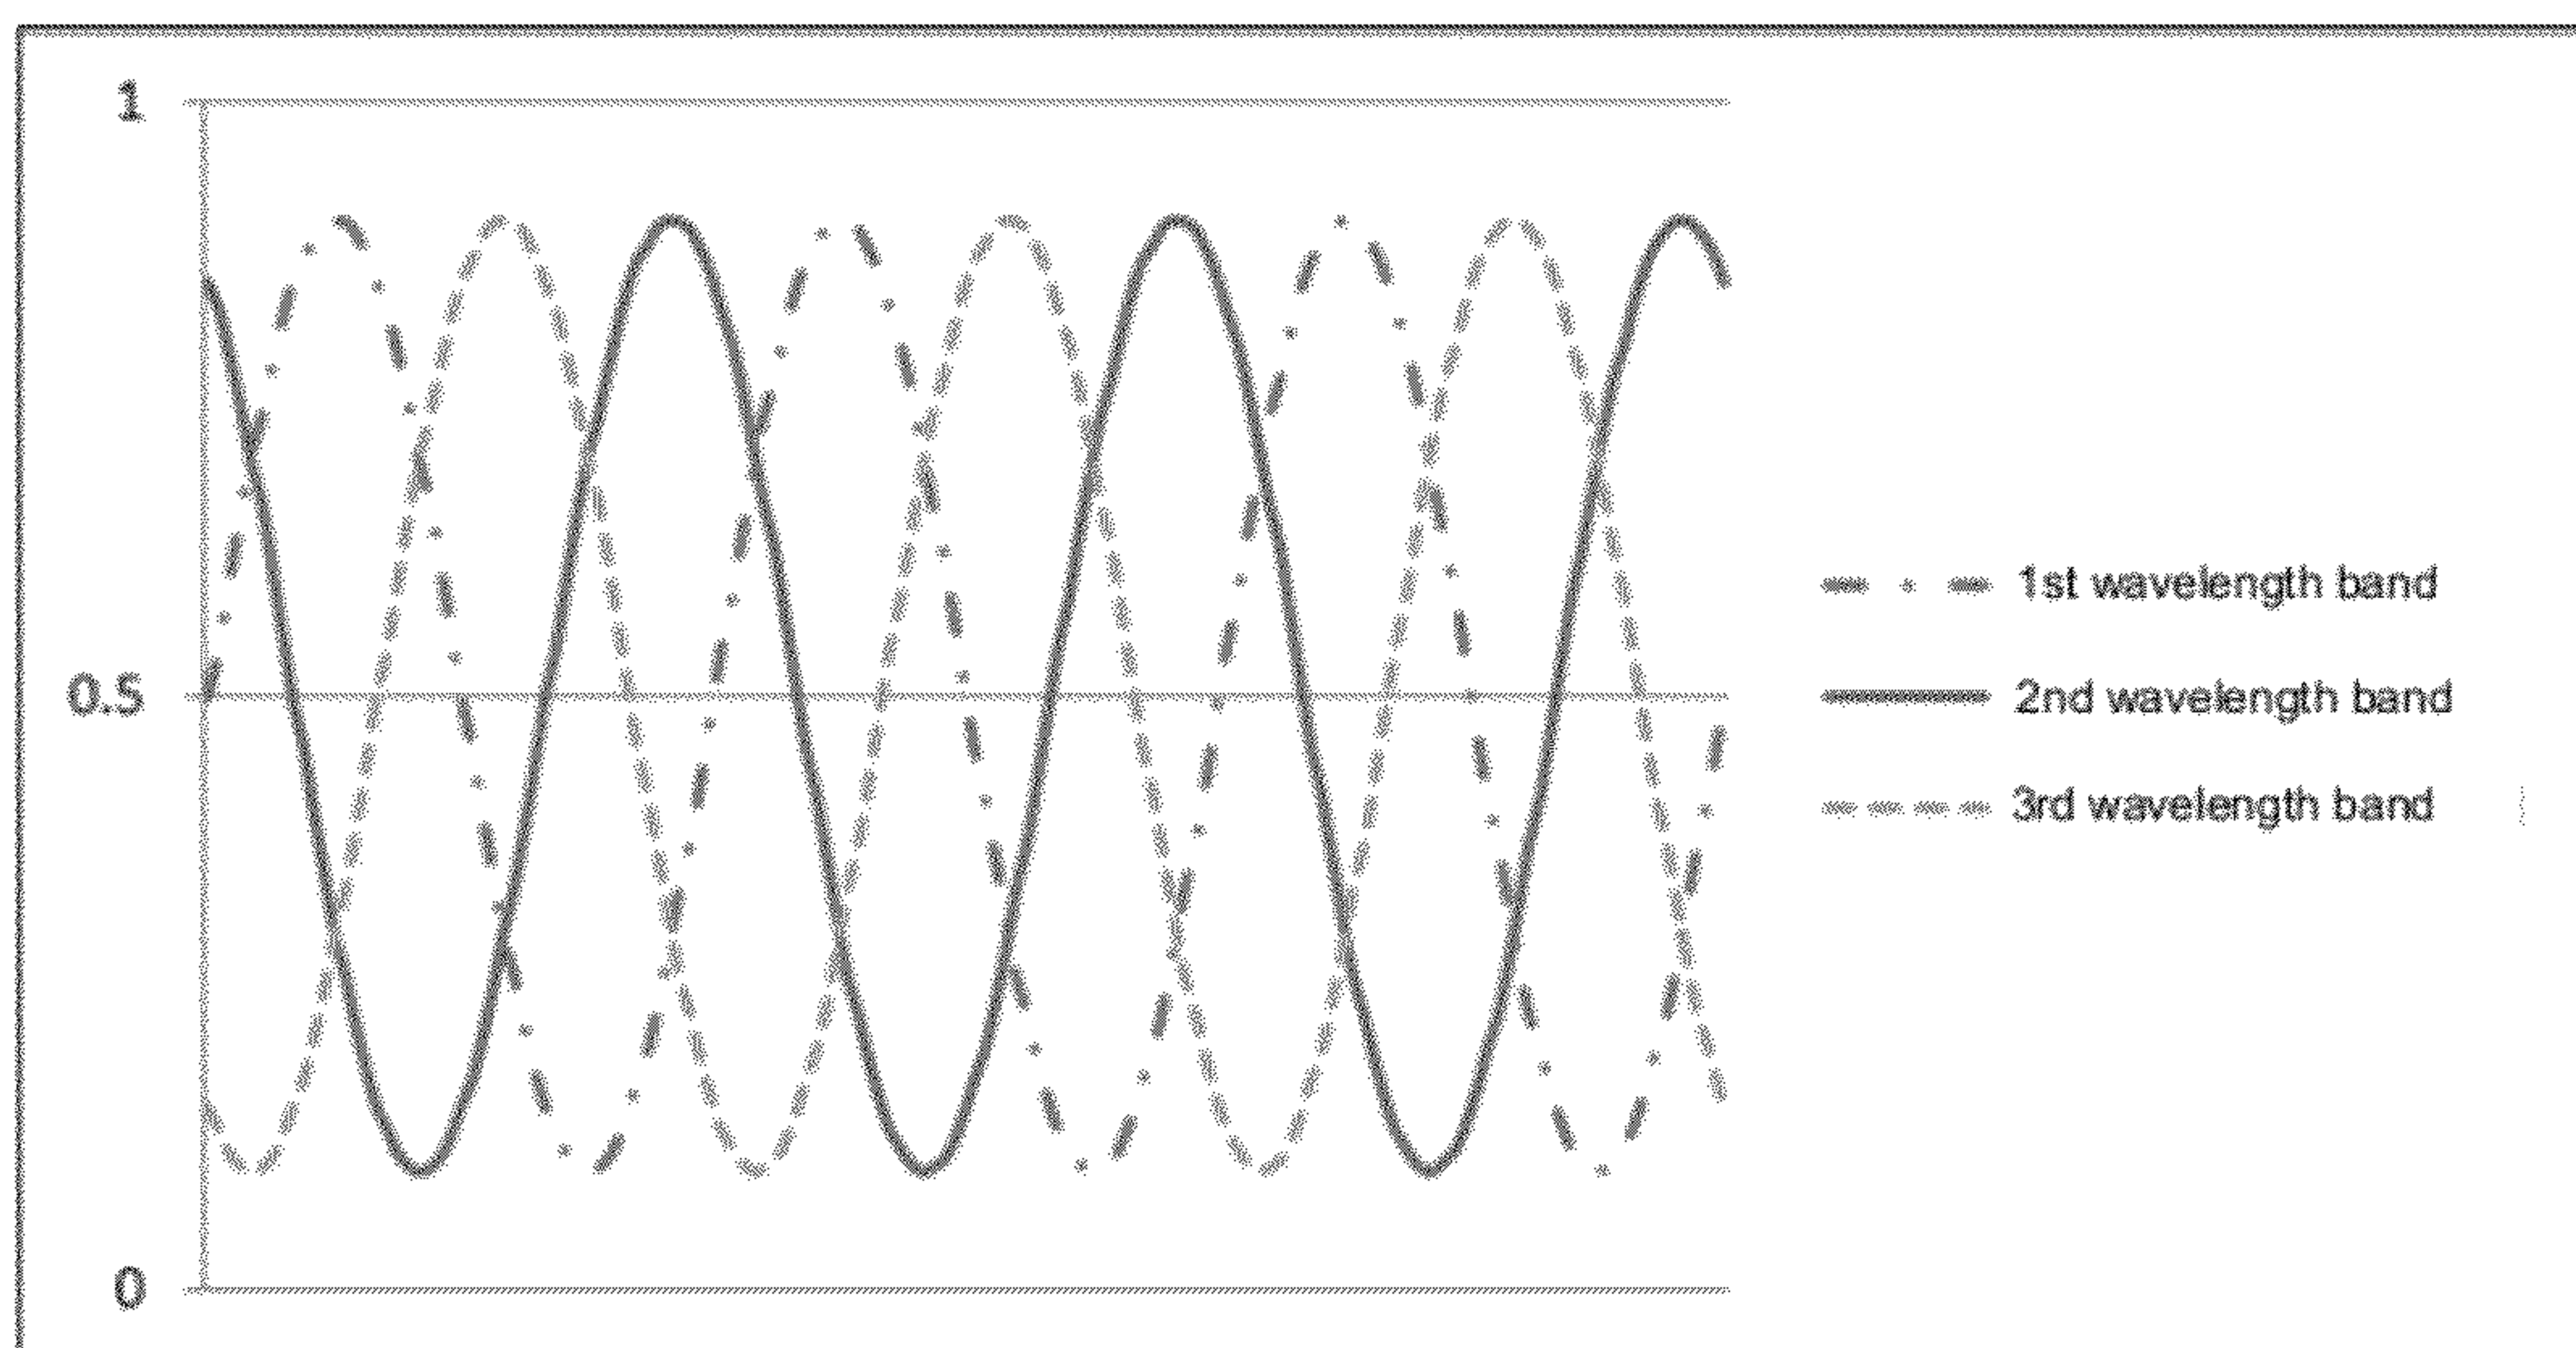 1
0.5
0
1st wavelength band
2nd wavelength band
3rd wavelength band